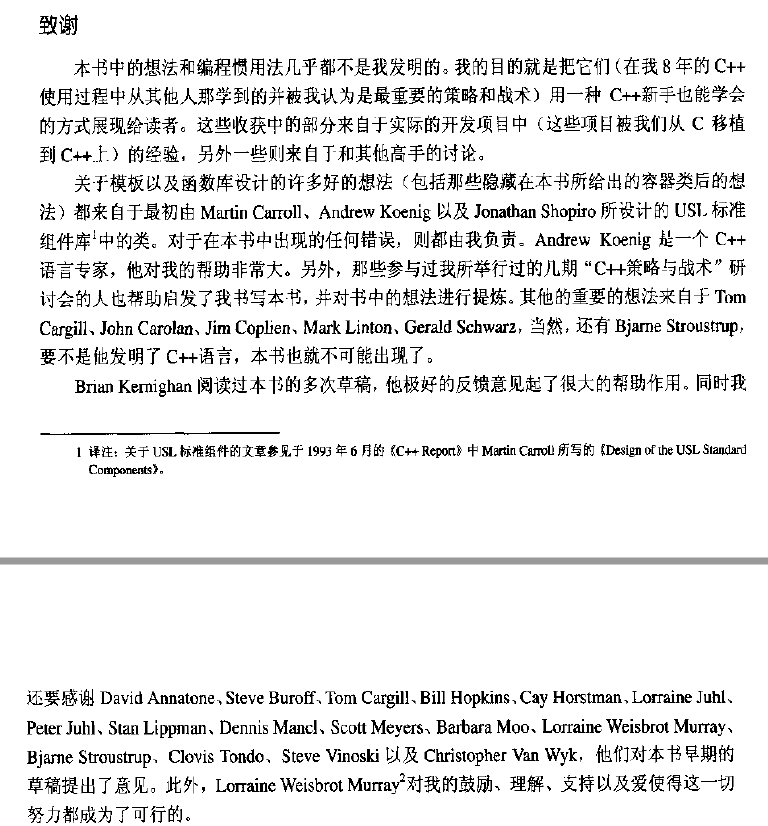 致谢
本书中的想法和编程惯用法几乎都不是我发明的。我的目的就是把它们（在我 8 年的 C++
使用过程中从其他人那学到的并被我认为是最重要的策略和战术）用一种 C++新手也能学会
的方式展现给读者。这些收获中的部分来自于实际的开发项目中（这些项目被我们从 C 移植
到 C++上）的经验，另外一些则来自于和其他高手的讨论。
关于模板以及函数库设计的许多好的想法（包括那些隐藏在本书所给出的容器类后的想
法）都来自于最初由 Martin Carroll、Andrew Koenig 以及 Jonathan Shopiro 所设计的 USL 标准
组件库1中的类。对于在本书中出现的任何错误，则都由我负责。Andrew Koenig 是一个 C++
语言专家，他对我的帮助非常大。另外，那些参与过我所举行过的几期“C++策略与战术”研
讨会的人也帮助启发了我书写本书，并对书中的想法进行提炼。其他的重要的想法来自于 Tom
Cargill、John Carolan、Jim Coplien、Mark Linton、Gerald Schwarz，当然，还有 Bjarne Stroustrup，
要不是他发明了 C++语言，本书也就不可能出现了。
Brian Kernighan 阅读过本书的多次草稿，他极好的反馈意见起了很大的帮助作用。同时我
1 译注：关于 USL 标准组件的文章参见于 1993 年 6 月的《C++ Report》中 Martin Carroll 所写的《Design of the USL Standard
Components》。
还要感谢 David Annatone、Steve Buroff、Tom Cargill、Bill Hopkins、Cay Horstman、Lorraine Juhl、
Peter Juhl、Stan Lippman、Dennis Mancl、Scott Meyers、Barbara Moo、Lorraine Weisbrot Murray、
Bjarne Stroustrup、Clovis Tondo、Steve Vinoski 以及 Christopher Van Wyk，他们对本书早期的
草稿提出了意见。此外，Lorraine Weisbrot Murray2对我的鼓励、理解、支持以及爱使得这一切
努力都成为了可行的。